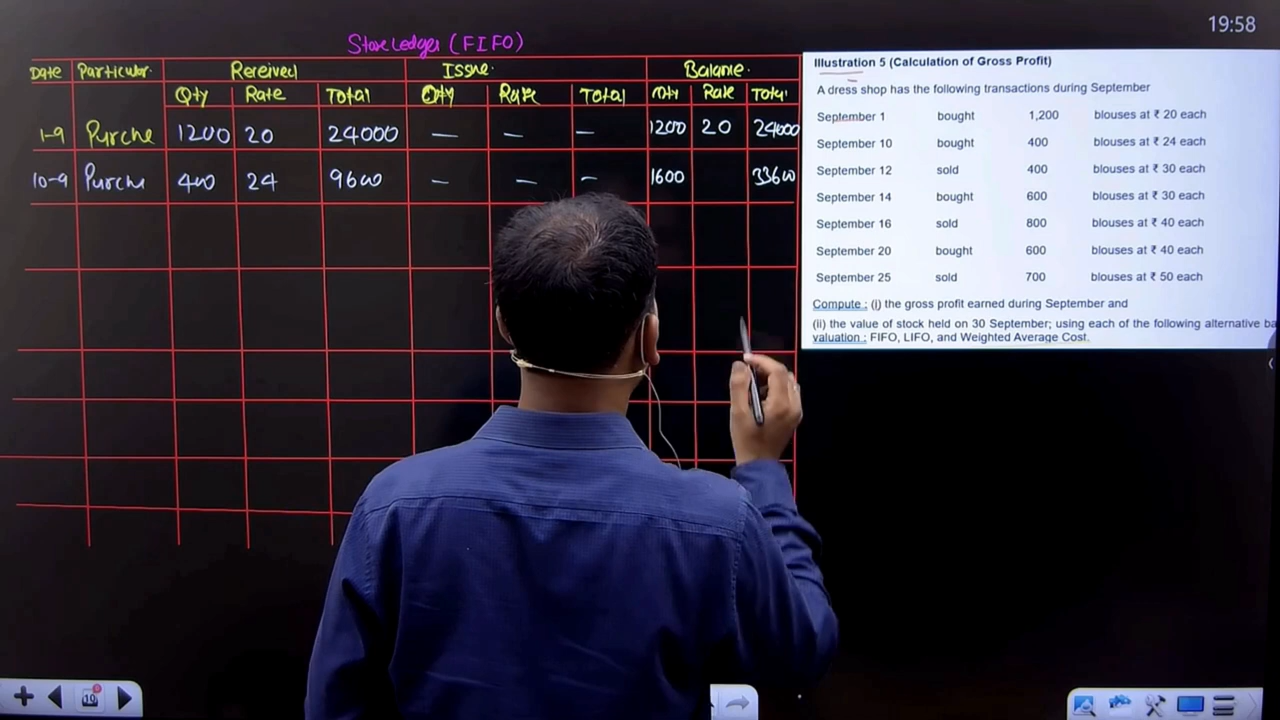 19:58
Store Ledger (FIFO)
Date Particular. Received Issue. Balance.
Qty Rate Total Qty Rate Total Qty Rate Total
1-9 Purche 1200 20 24000 — — — 1200 20 24000
10-9 Purche 400 24 9600 — — — 1600 33600
Illustration 5 (Calculation of Gross Profit)
A dress shop has the following transactions during September
September 1 bought 1,200 blouses at ₹ 20 each
September 10 bought 400 blouses at ₹ 24 each
September 12 sold 400 blouses at ₹ 30 each
September 14 bought 600 blouses at ₹ 30 each
September 16 sold 800 blouses at ₹ 40 each
September 20 bought 600 blouses at ₹ 40 each
September 25 sold 700 blouses at ₹ 50 each
Compute : (i) the gross profit earned during September and
(ii) the value of stock held on 30 September; using each of the following alternative ba
valuation : FIFO, LIFO, and Weighted Average Cost.
10